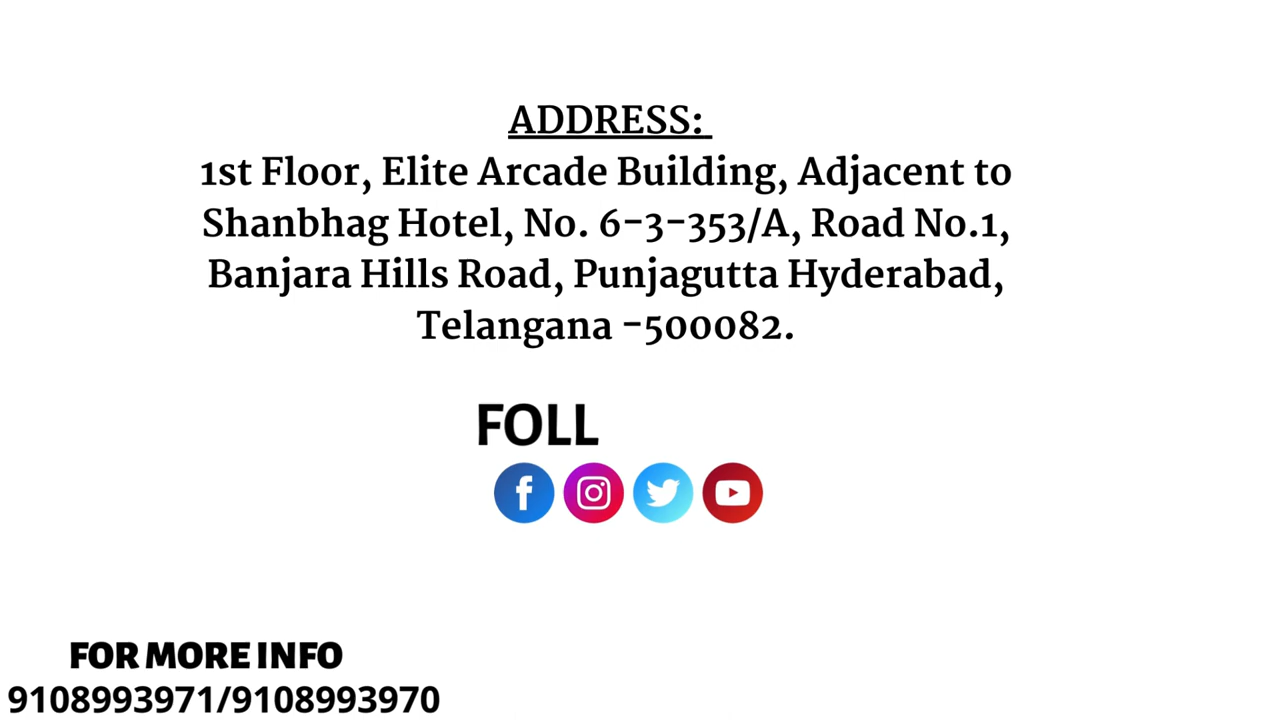 ADDRESS:
1st Floor, Elite Arcade Building, Adjacent to
Shanbhag Hotel, No. 6-3-353/A, Road No.1,
Banjara Hills Road, Punjagutta Hyderabad,
Telangana -500082.
FOLL
FOR MORE INFO
9108993971/9108993970